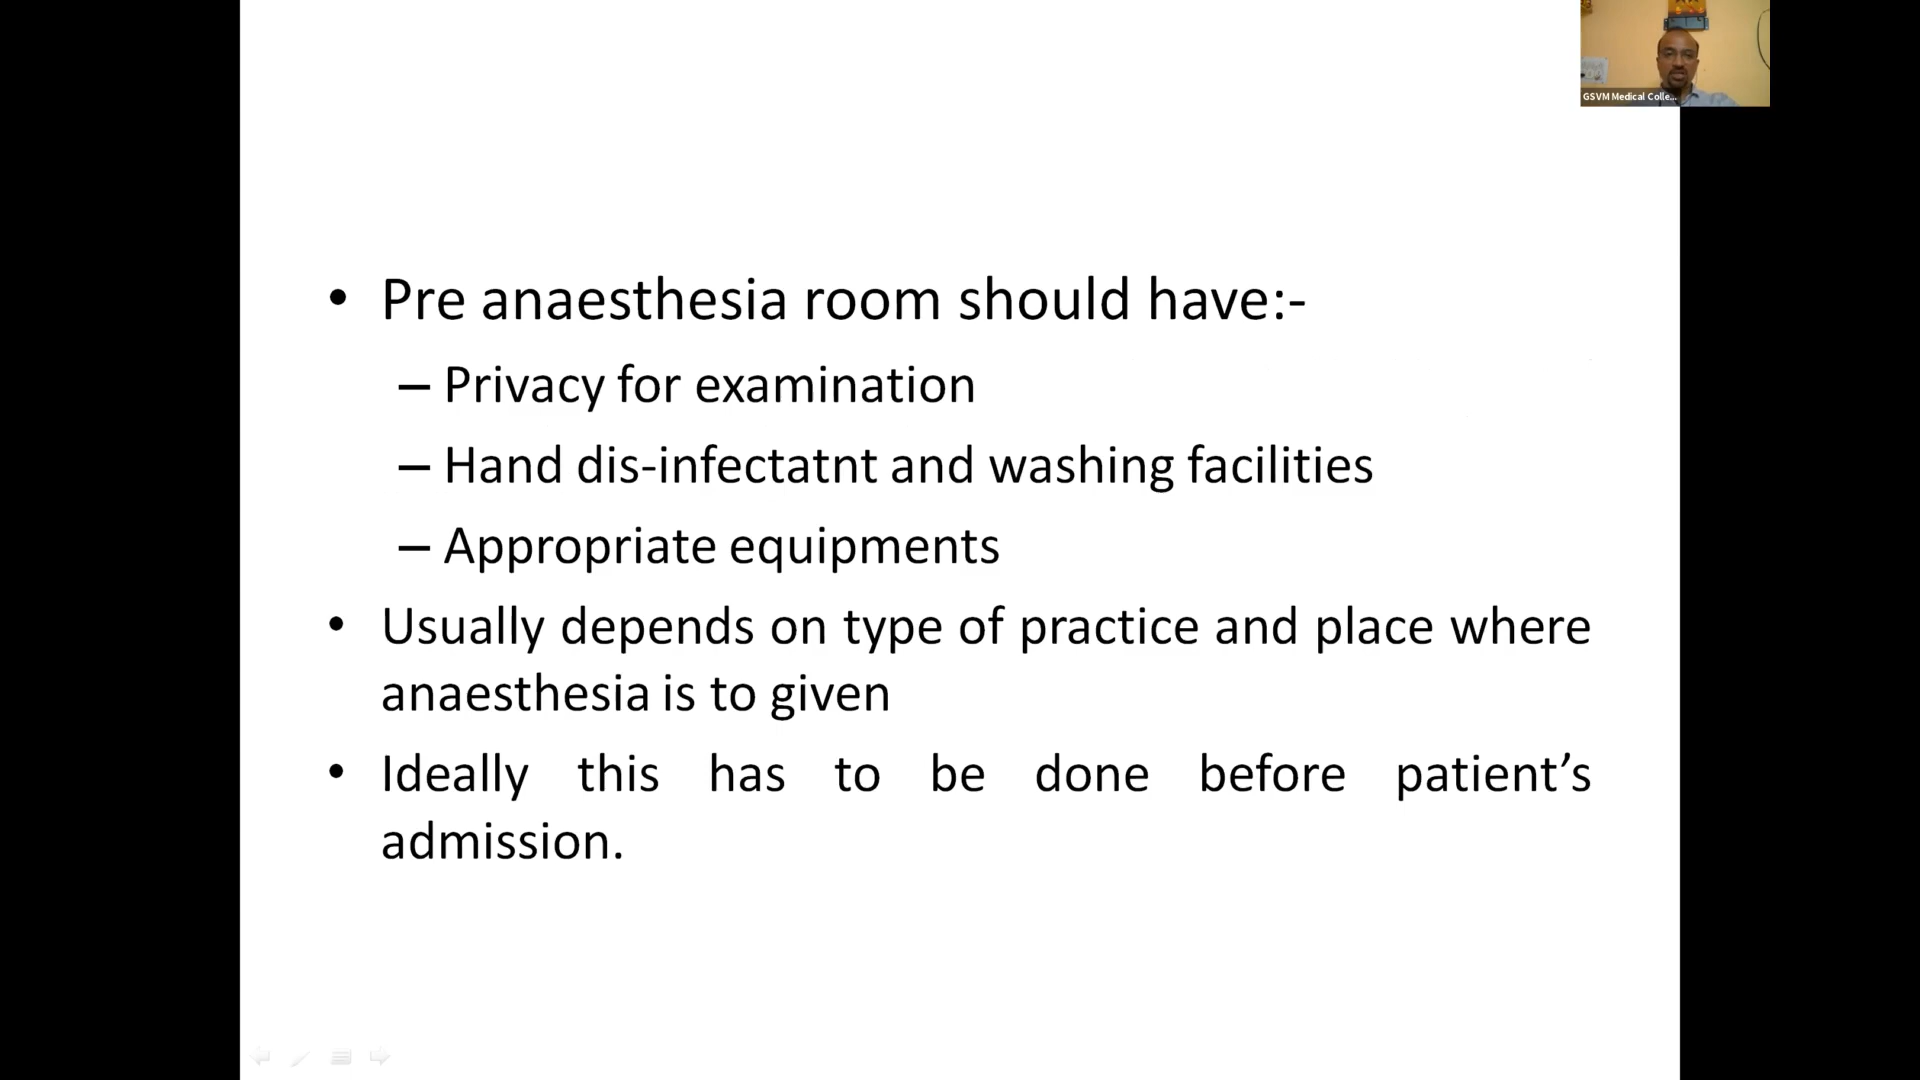 GSVM Medical Colle...
• Pre anaesthesia room should have:-
– Privacy for examination
– Hand dis-infectatnt and washing facilities
– Appropriate equipments
• Usually depends on type of practice and place where
anaesthesia is to given
• Ideally this has to be done before patient’s
admission.